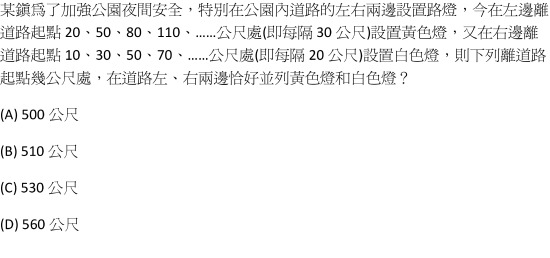 某鎮爲了加強公園夜間安全，特別在公園內道路的左右兩邊設置路燈，今在左邊離
道路起點 20、50、80、110、……公尺處(即每隔 30 公尺)設置黃色燈，又在右邊離
道路起點 10、30、50、70、……公尺處(即每隔 20 公尺)設置白色燈，則下列離道路
起點幾公尺處，在道路左、右兩邊恰好並列黃色燈和白色燈？
(A) 500 公尺
(B) 510 公尺
(C) 530 公尺
(D) 560 公尺